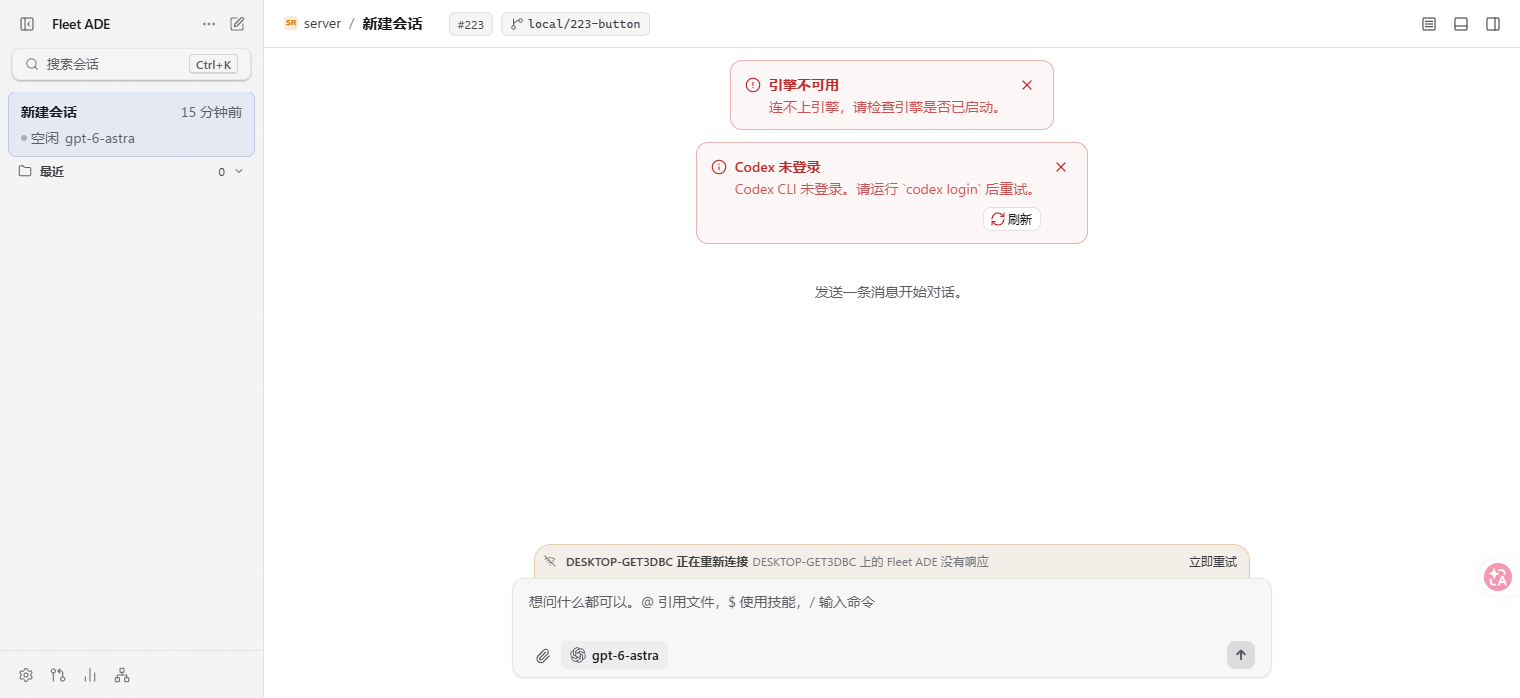 Fleet ADE
搜索会话 Ctrl+K
新建会话 15 分钟前
空闲 gpt-6-astra
最近 0
SR server / 新建会话 #223 local/223-button
引擎不可用
连不上引擎，请检查引擎是否已启动。
Codex 未登录
Codex CLI 未登录。请运行 `codex login` 后重试。
刷新
发送一条消息开始对话。
DESKTOP-GET3DBC 正在重新连接 DESKTOP-GET3DBC 上的 Fleet ADE 没有响应 立即重试
想问什么都可以。@ 引用文件，$ 使用技能，/ 输入命令
gpt-6-astra